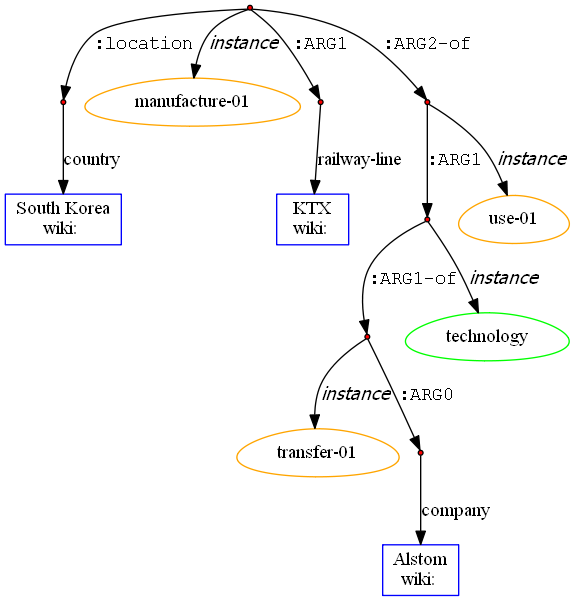 :location
instance
:ARG1
:ARG2-of
manufacture-01
country
railway-line
:ARG1
instance
South Korea
wiki:
KTX
wiki:
use-01
:ARG1-of
instance
technology
instance
:ARG0
transfer-01
company
Alstom
wiki: